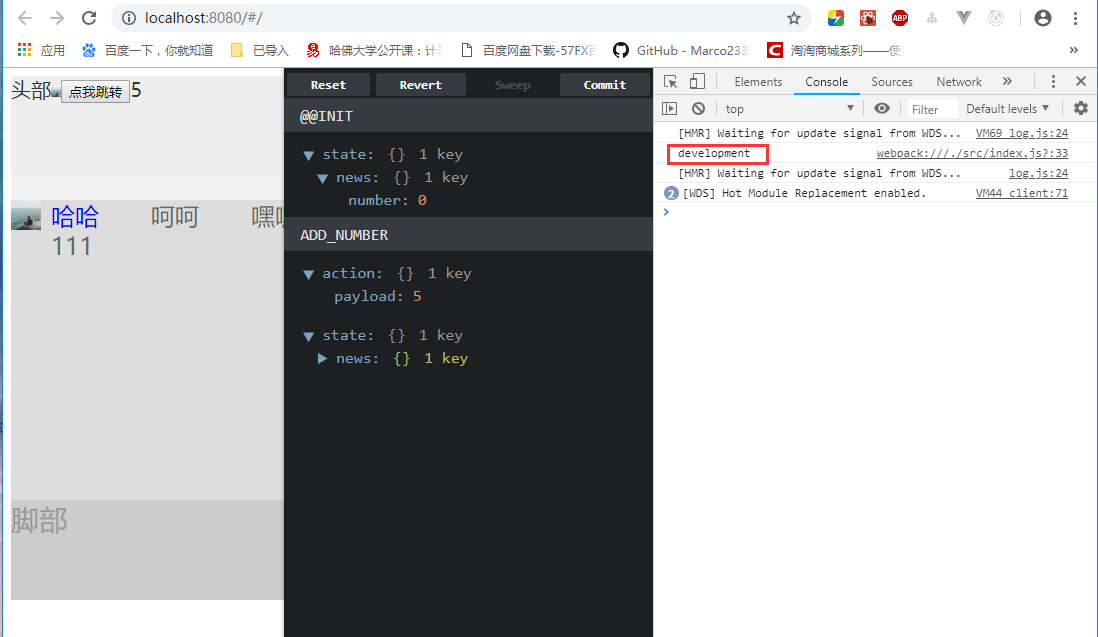 localhost:8080/#/
应用 百度一下，你就知道 已导入 哈佛大学公开课：计 百度网盘下载-57FX GitHub - Marco233 淘淘商城系列——使 »
头部 点我跳转 5
哈哈 呵呵 嘿
111
脚部
Reset Revert Sweep Commit
@@INIT
state: {} 1 key
news: {} 1 key
number: 0
ADD_NUMBER
action: {} 1 key
payload: 5
state: {} 1 key
news: {} 1 key
Elements Console Sources Network »
top Filter Default levels
[HMR] Waiting for update signal from WDS... VM69 log.js:24
development webpack:///./src/index.js?:33
[HMR] Waiting for update signal from WDS... log.js:24
2 [WDS] Hot Module Replacement enabled. VM44 client:71